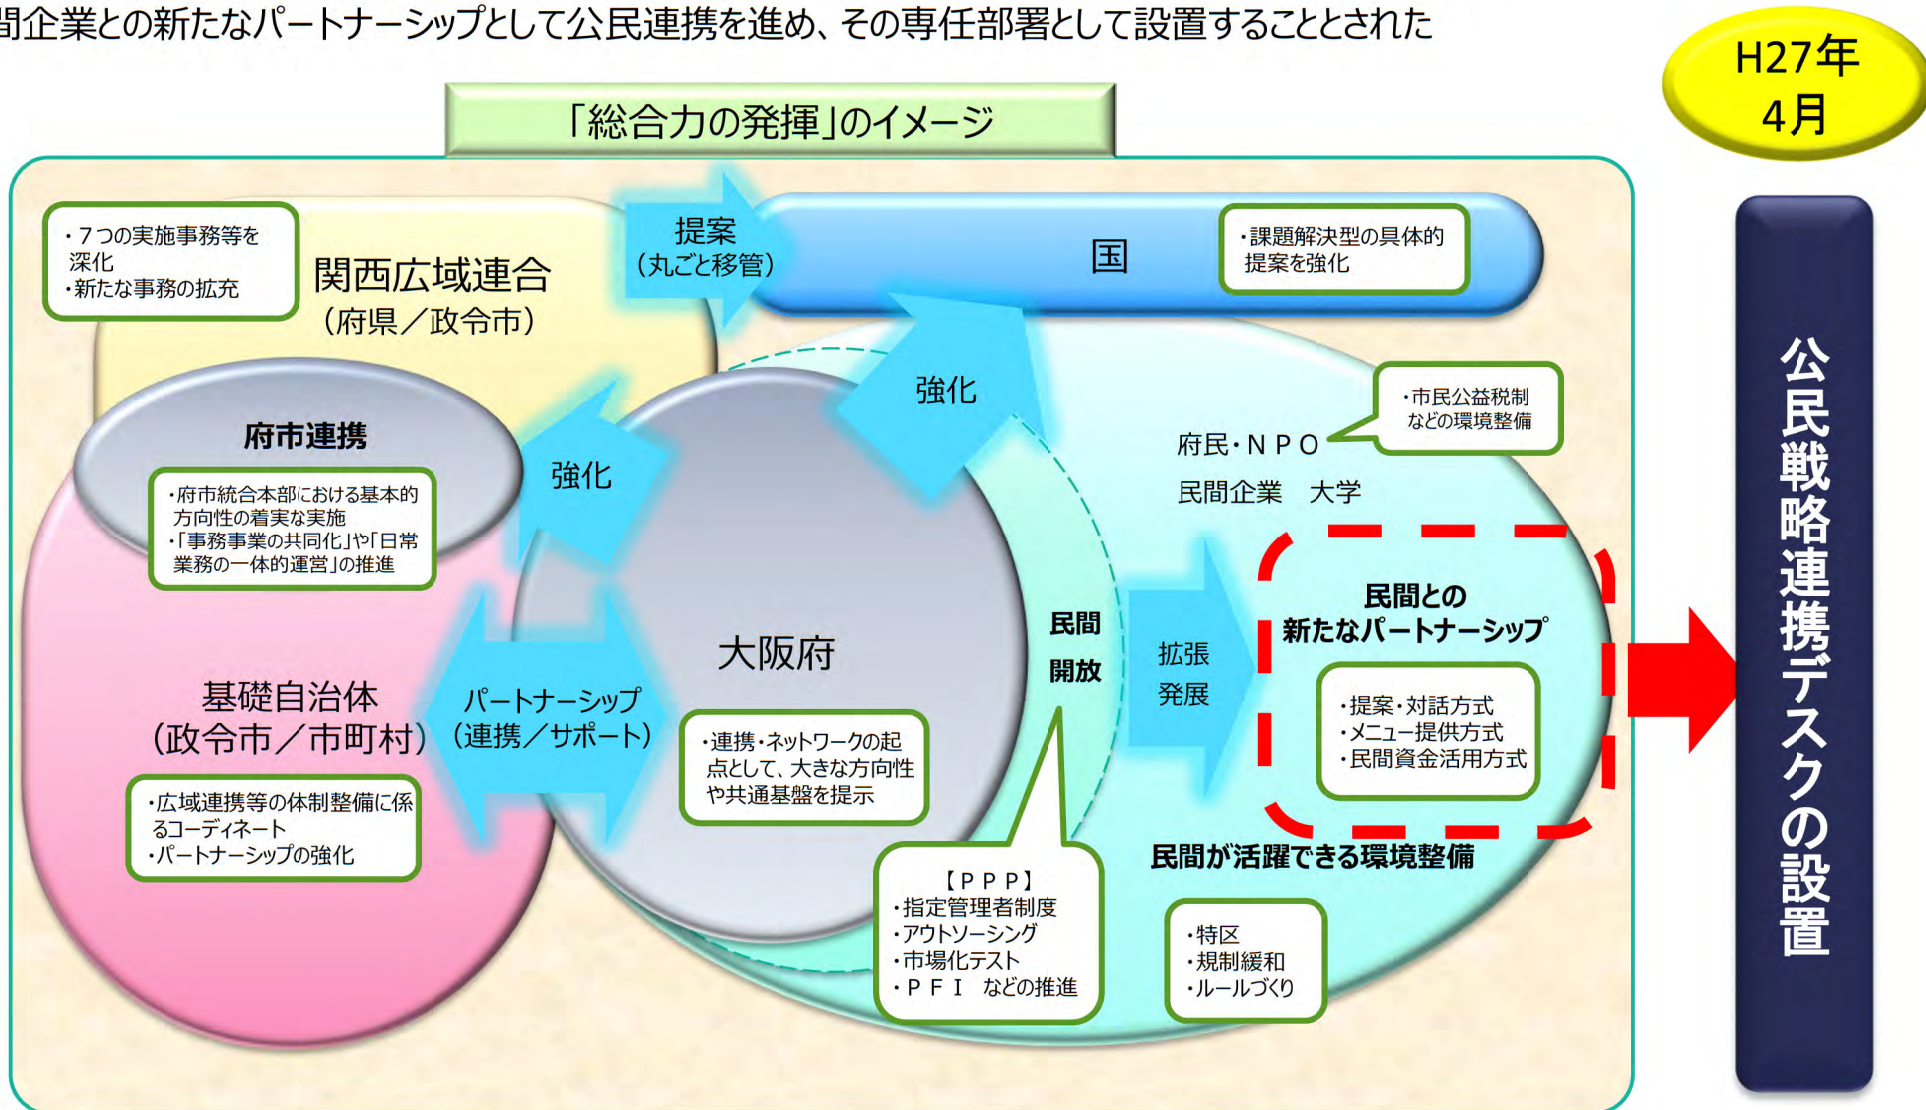 間企業との新たなパートナーシップとして公民連携を進め、その専任部署として設置することとされた
H27年
4月
「総合力の発揮」のイメージ
・7つの実施事務等を
深化
・新たな事務の拡充
関西広域連合
(府県/政令市)
提案
(丸ごと移管)
国
・課題解決型の具体的
提案を強化
府市連携
・府市統合本部における基本的
方向性の着実な実施
・「事務事業の共同化」や「日常
業務の一体的運営」の推進
強化
強化
・市民公益税制
などの環境整備
府民・NPO
民間企業 大学
基礎自治体
(政令市/市町村)
・広域連携等の体制整備に係
るコーディネート
・パートナーシップの強化
パートナーシップ
(連携/サポート)
大阪府
・連携・ネットワークの起
点として、大きな方向性
や共通基盤を提示
民間
開放
【PPP】
・指定管理者制度
・アウトソーシング
・市場化テスト
・PFI などの推進
拡張
発展
民間との
新たなパートナーシップ
・提案・対話方式
・メニュー提供方式
・民間資金活用方式
民間が活躍できる環境整備
・特区
・規制緩和
・ルールづくり
公民戦略連携デスクの設置